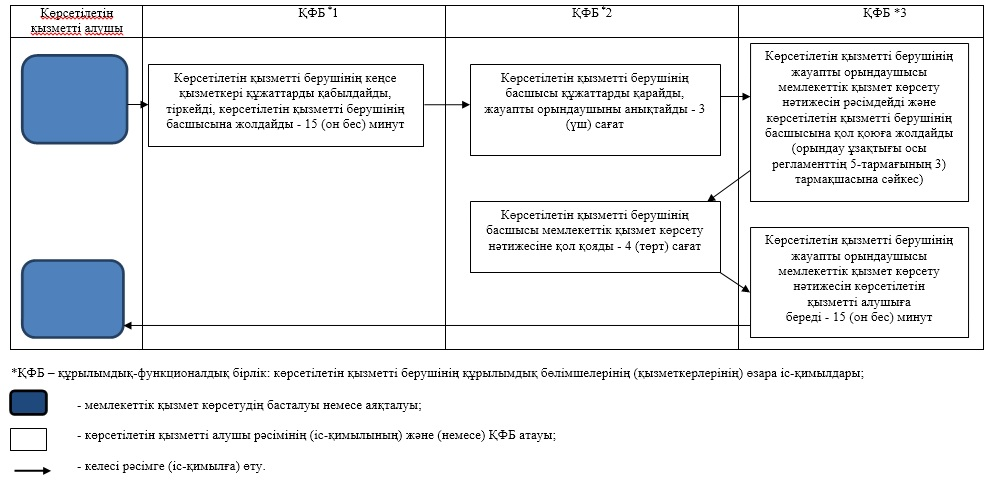 Көрсетілетін
қызметті алушы
ҚФБ *1
ҚФБ *2
ҚФБ *3
Көрсетілетін қызметті берушінің кеңсе
қызметкері құжаттарды қабылдайды,
тіркейді, көрсетілетін қызметті берушінің
басшысына жолдайды - 15 (он бес) минут
Көрсетілетін қызметті берушінің
басшысы құжаттарды қарайды,
жауапты орындаушыны анықтайды - 3
(үш) сағат
Көрсетілетін қызметті берушінің
жауапты орындаушысы
мемлекеттік қызмет көрсету
нәтижесін рәсімдейді және
көрсетілетін қызметті берушінің
басшысына қол қоюға жолдайды
(орындау ұзақтығы осы
регламенттің 5-тармағының 3)
тармақшасына сәйкес)
Көрсетілетін қызметті берушінің
басшысы мемлекеттік қызмет көрсету
нәтижесіне қол қояды - 4 (төрт) сағат
Көрсетілетін қызметті берушінің
жауапты орындаушысы
мемлекеттік қызмет көрсету
нәтижесін көрсетілетін
қызметті алушыға
береді - 15 (он бес) минут
*ҚФБ – құрылымдық-функционалдық бірлік: көрсетілетін қызметті берушінің құрылымдық бөлімшелерінің (қызметкерлерінің) өзара іс-қимылдары;
- мемлекеттік қызмет көрсетудің басталуы немесе аяқталуы;
- көрсетілетін қызметті алушы рәсімінің (іс-қимылының) және (немесе) ҚФБ атауы;
- келесі рәсімге (іс-қимылға) өту.